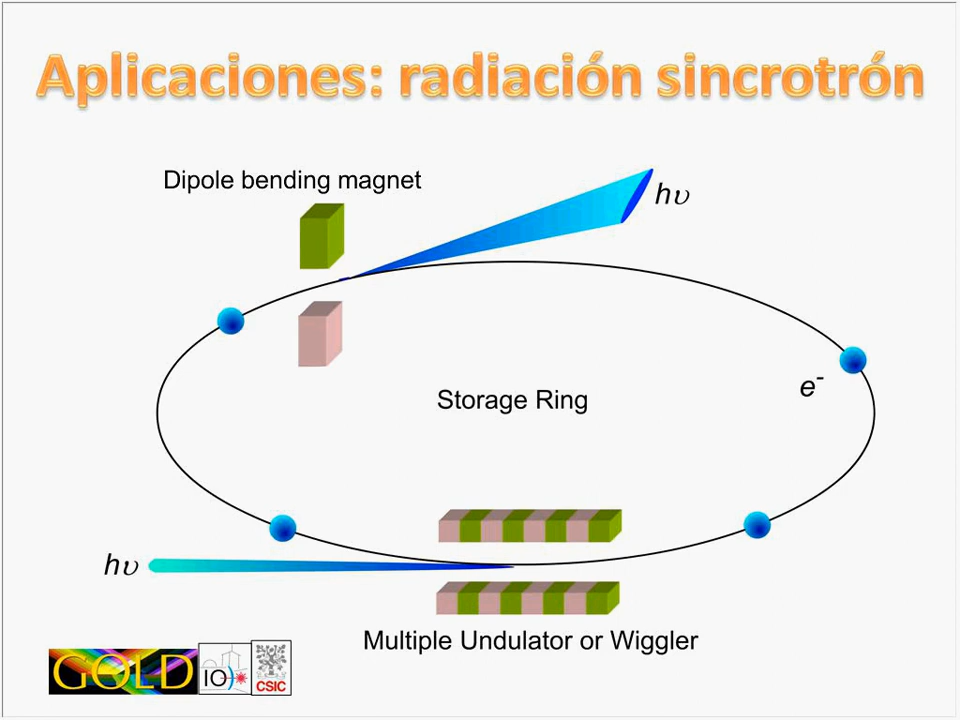 Aplicaciones: radiación sincrotrón
Dipole bending magnet
hυ
Storage Ring
e-
hυ
Multiple Undulator or Wiggler
GOLD IO CSIC